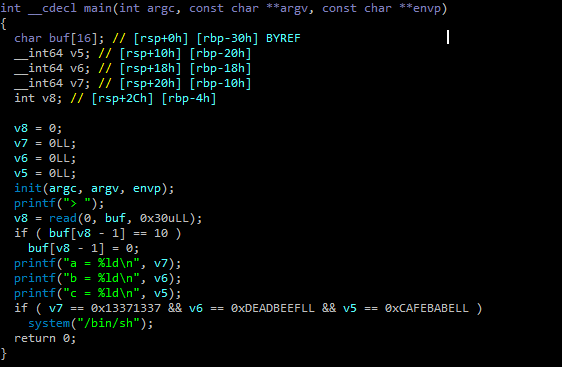 int __cdecl main(int argc, const char **argv, const char **envp)
{
  char buf[16]; // [rsp+0h] [rbp-30h] BYREF
  __int64 v5; // [rsp+10h] [rbp-20h]
  __int64 v6; // [rsp+18h] [rbp-18h]
  __int64 v7; // [rsp+20h] [rbp-10h]
  int v8; // [rsp+2Ch] [rbp-4h]

  v8 = 0;
  v7 = 0LL;
  v6 = 0LL;
  v5 = 0LL;
  init(argc, argv, envp);
  printf("> ");
  v8 = read(0, buf, 0x30uLL);
  if ( buf[v8 - 1] == 10 )
    buf[v8 - 1] = 0;
  printf("a = %ld\n", v7);
  printf("b = %ld\n", v6);
  printf("c = %ld\n", v5);
  if ( v7 == 0x13371337 && v6 == 0xDEADBEEFLL && v5 == 0xCAFEBABELL )
    system("/bin/sh");
  return 0;
}